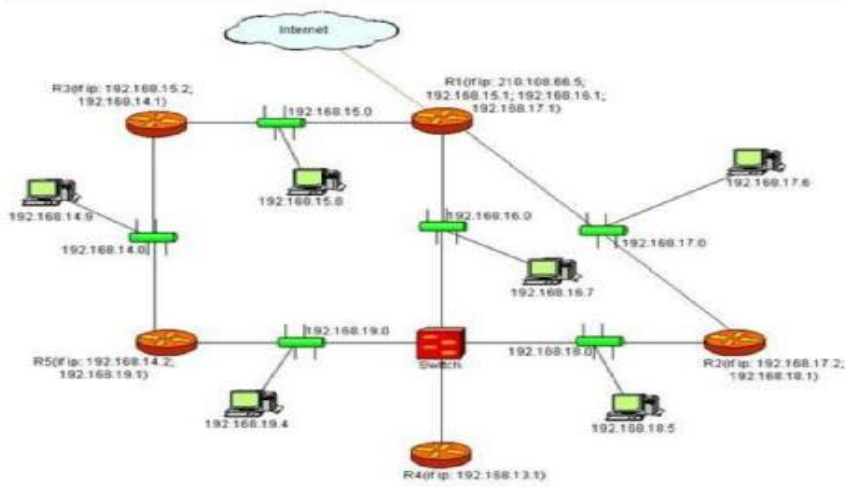 Internet
R3(if ip: 192.168.15.2;
192.168.14.1)
R1(if ip: 210.108.66.5;
192.168.15.1; 192.168.16.1;
192.168.17.1)
192.168.15.0
192.168.17.6
192.168.14.9
192.168.15.8
192.168.16.0
192.168.17.0
192.168.14.0
192.168.16.7
192.168.19.0
192.168.18.0
R5(if ip: 192.168.14.2;
192.168.19.1)
Switch
R2(if ip: 192.168.17.2;
192.168.18.1)
192.168.19.4
192.168.18.5
R4(if ip: 192.168.13.1)